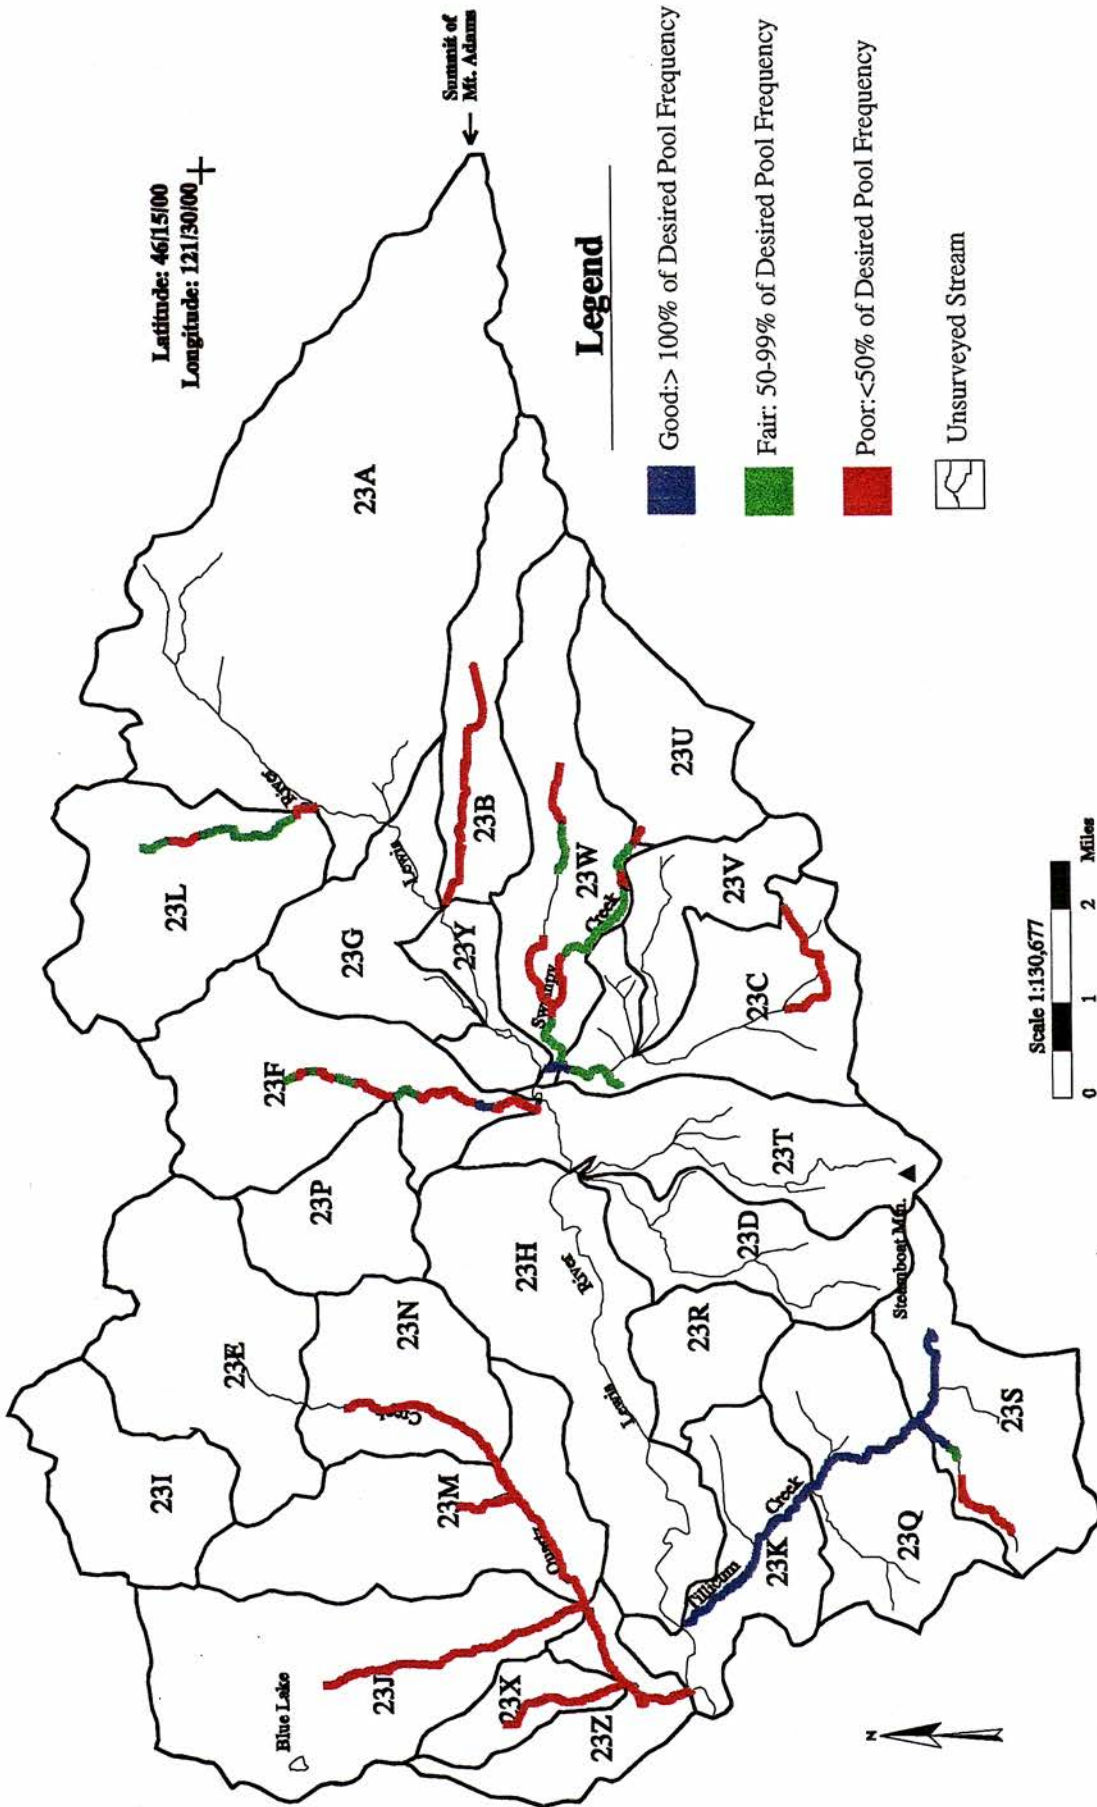 Latitude: 46/15/00
Longitude: 121/30/00
Summit of
Mt. Adams
Legend
Good:> 100% of Desired Pool Frequency
Fair: 50-99% of Desired Pool Frequency
Poor:<50% of Desired Pool Frequency
Unsurveyed Stream
Blue Lake
23I
23E
23L
23F
23P
23N
23M
23J
23X
23Z
23G
23A
23Y
23B
23H
23W
23U
23V
23C
23T
23D
23R
23K
23Q
23S
River
Lewis
Swampy
Creek
River
Lewis
Creek
Quartz
Tillicum
Creek
Steamboat Mtn.
N
Scale 1:130,677
0
1
2
Miles